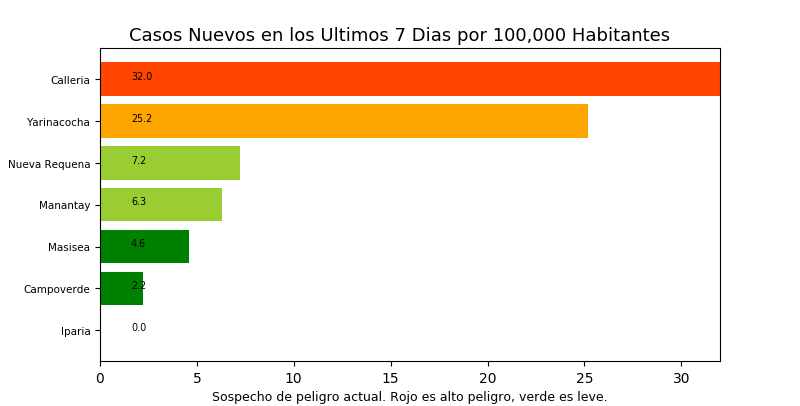 Casos Nuevos en los Ultimos 7 Dias por 100,000 Habitantes
Calleria 32.0
Yarinacocha 25.2
Nueva Requena 7.2
Manantay 6.3
Masisea 4.6
Campoverde 2.2
Iparia 0.0
0 5 10 15 20 25 30
Sospecho de peligro actual. Rojo es alto peligro, verde es leve.